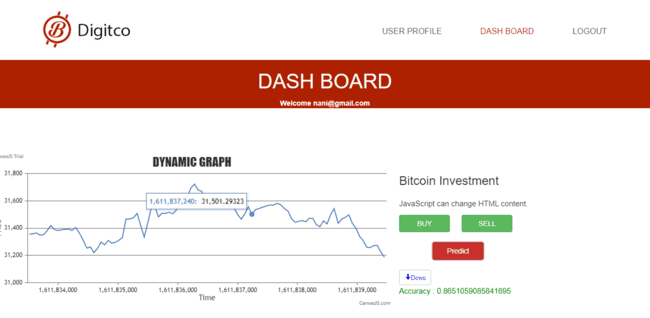 Digitco
USER PROFILE
DASH BOARD
LOGOUT
DASH BOARD
Welcome nani@gmail.com
Trial
DYNAMIC GRAPH
31,800
31,600
31,400
31,200
31,000
1,611,837,240: 31,501.29323
1,611,834,000
1,611,835,000
1,611,836,000
1,611,837,000
1,611,838,000
1,611,839,000
Time
CanvasJS.com
Bitcoin Investment
JavaScript can change HTML content.
BUY
SELL
Predict
Down
Accuracy : 0.8651059085841695